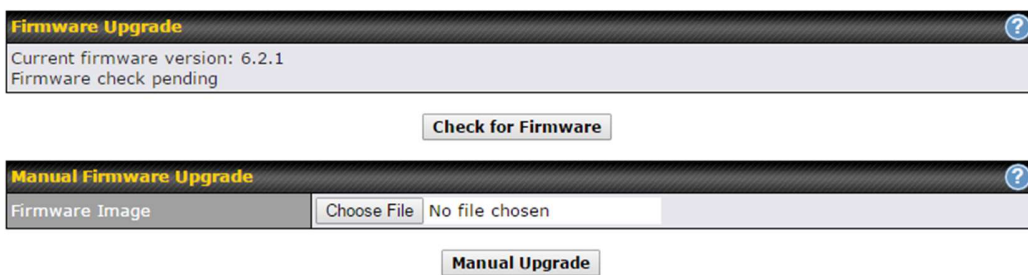 Firmware Upgrade
?
Current firmware version: 6.2.1
Firmware check pending
Check for Firmware
Manual Firmware Upgrade
?
Firmware Image Choose File No file chosen
Manual Upgrade